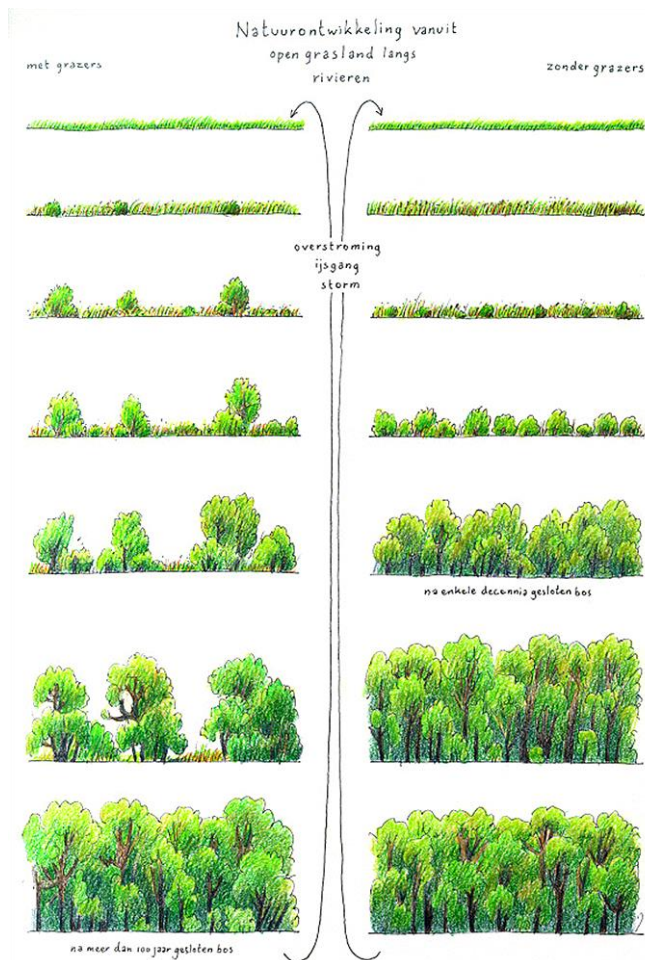 Natuurontwikkeling vanuit
open grasland langs
rivieren
met grazers
zonder grazers
overstroming
ijsgang
storm
na enkele decennia gesloten bos
na meer dan 100 jaar gesloten bos